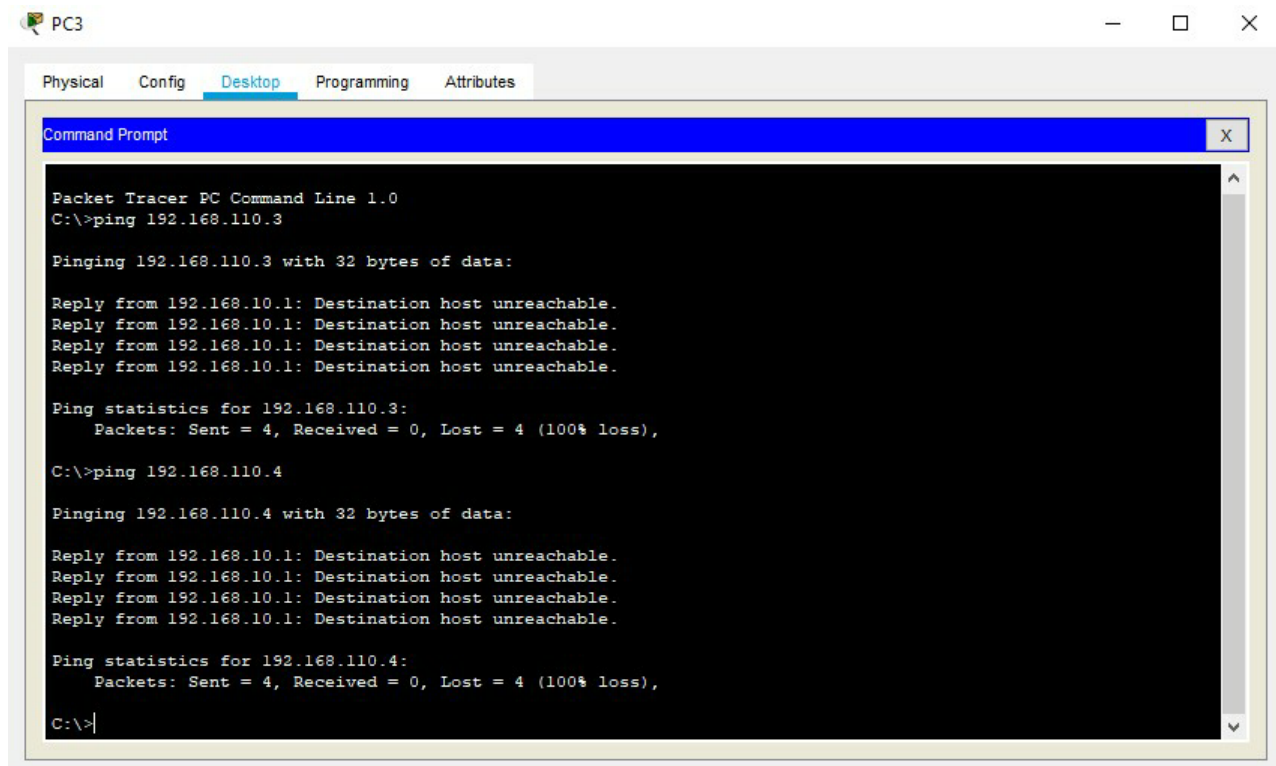 PC3
Physical Config Desktop Programming Attributes
Command Prompt
X
Packet Tracer PC Command Line 1.0
C:\>ping 192.168.110.3
Pinging 192.168.110.3 with 32 bytes of data:
Reply from 192.168.10.1: Destination host unreachable.
Reply from 192.168.10.1: Destination host unreachable.
Reply from 192.168.10.1: Destination host unreachable.
Reply from 192.168.10.1: Destination host unreachable.
Ping statistics for 192.168.110.3:
Packets: Sent = 4, Received = 0, Lost = 4 (100% loss),
C:\>ping 192.168.110.4
Pinging 192.168.110.4 with 32 bytes of data:
Reply from 192.168.10.1: Destination host unreachable.
Reply from 192.168.10.1: Destination host unreachable.
Reply from 192.168.10.1: Destination host unreachable.
Reply from 192.168.10.1: Destination host unreachable.
Ping statistics for 192.168.110.4:
Packets: Sent = 4, Received = 0, Lost = 4 (100% loss),
C:\>